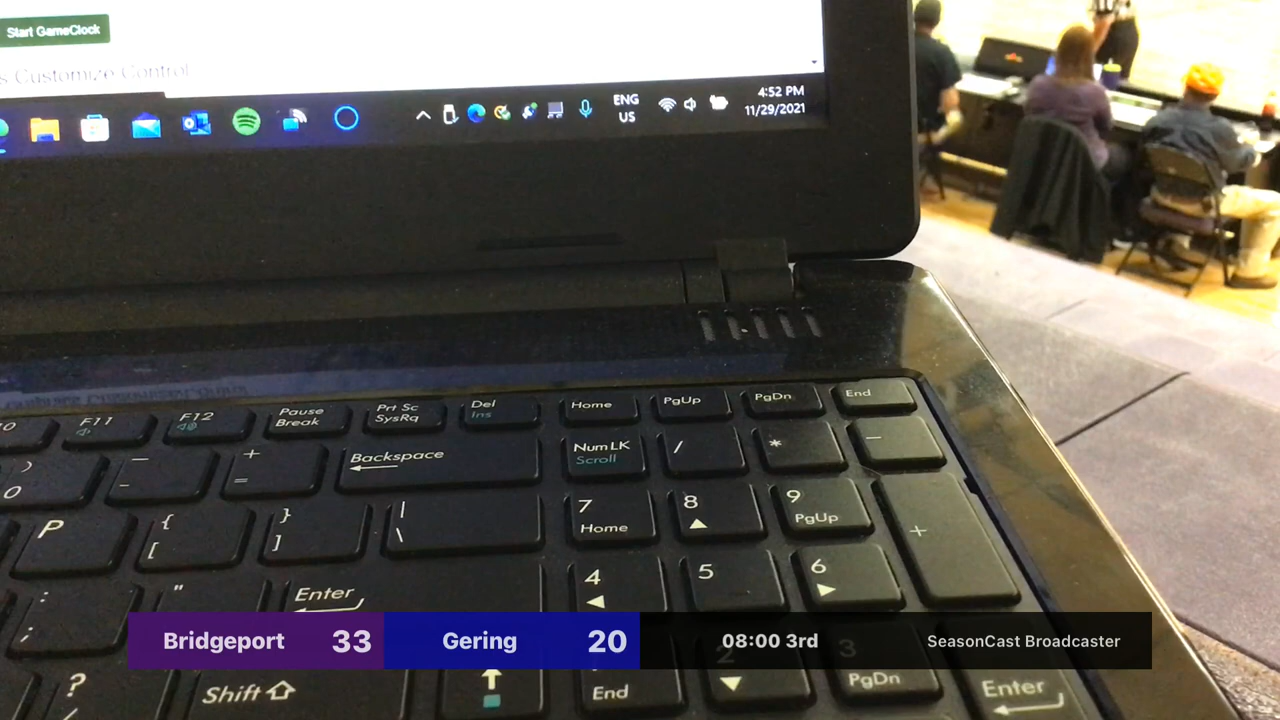 Start GameClock
s Customize Control
ENG
US
4:52 PM
11/29/2021
F11
F12
Pause
Break
Prt Sc
SysRq
Del
Ins
Home
PgUp
PgDn
End
)
0
_
-
+
=
Backspace
NumLK
Scroll
/
*
-
P
{
[
}
]
|
\
7
Home
8
9
PgUp
+
:
;
"
Enter
4
5
6
Bridgeport 33 Gering 20 08:00 3rd SeasonCast Broadcaster
?
/
Shift
End
2
3
PgDn
Enter